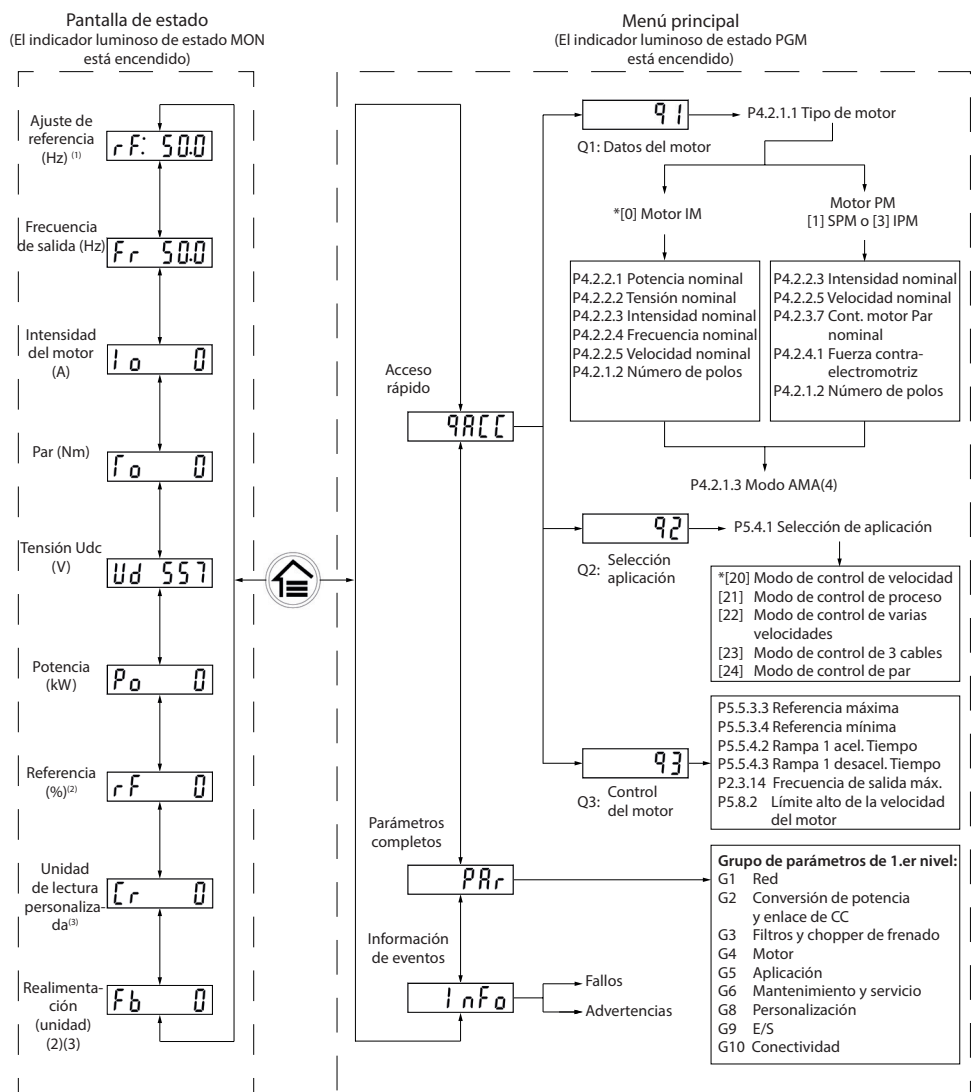 Pantalla de estado
(El indicador luminoso de estado MON
está encendido)
Ajuste de
referencia
(Hz) (1)
rF: 50.0
Frecuencia
de salida (Hz)
Fr 50.0
Intensidad
del motor
(A)
Io 0
Par (Nm)
To 0
Tensión Udc
(V)
Ud 557
Potencia
(kW)
Po 0
Referencia
(%)(2)
rF 0
Unidad
de lectura
personaliza-
da(3)
Cr 0
Realimenta-
ción
(unidad)
(2)(3)
Fb 0
Menú principal
(El indicador luminoso de estado PGM
está encendido)
Acceso
rápido
qACC
q1
Q1: Datos del motor
P4.2.1.1 Tipo de motor
*[0] Motor IM
Motor PM
[1] SPM o [3] IPM
P4.2.2.1 Potencia nominal
P4.2.2.2 Tensión nominal
P4.2.2.3 Intensidad nominal
P4.2.2.4 Frecuencia nominal
P4.2.2.5 Velocidad nominal
P4.2.1.2 Número de polos
P4.2.2.3 Intensidad nominal
P4.2.2.5 Velocidad nominal
P4.2.3.7 Cont. motor Par
nominal
P4.2.4.1 Fuerza contra-
electromotriz
P4.2.1.2 Número de polos
P4.2.1.3 Modo AMA(4)
q2
Q2: Selección
aplicación
P5.4.1 Selección de aplicación
*[20] Modo de control de velocidad
[21] Modo de control de proceso
[22] Modo de control de varias
velocidades
[23] Modo de control de 3 cables
[24] Modo de control de par
q3
Q3: Control
del motor
P5.5.3.3 Referencia máxima
P5.5.3.4 Referencia mínima
P5.5.4.2 Rampa 1 acel. Tiempo
P5.5.4.3 Rampa 1 desacel. Tiempo
P2.3.14 Frecuencia de salida máx.
P5.8.2 Límite alto de la velocidad
del motor
Parámetros
completos
PAr
Grupo de parámetros de 1.er nivel:
G1 Red
G2 Conversión de potencia
y enlace de CC
G3 Filtros y chopper de frenado
G4 Motor
G5 Aplicación
G6 Mantenimiento y servicio
G8 Personalización
G9 E/S
G10 Conectividad
Información
de eventos
InFo
Fallos
Advertencias